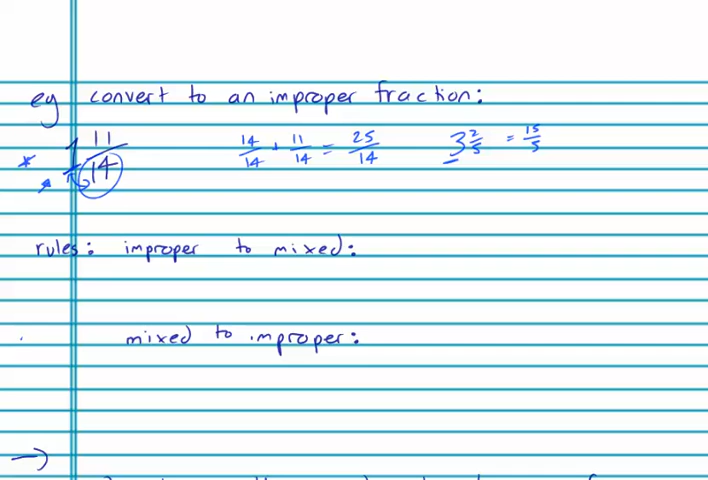 eg convert to an improper fraction:
* 1 11/14 14/14 + 11/14 = 25/14 3 2/5 = 15/5
rules: improper to mixed:
mixed to improper:
→